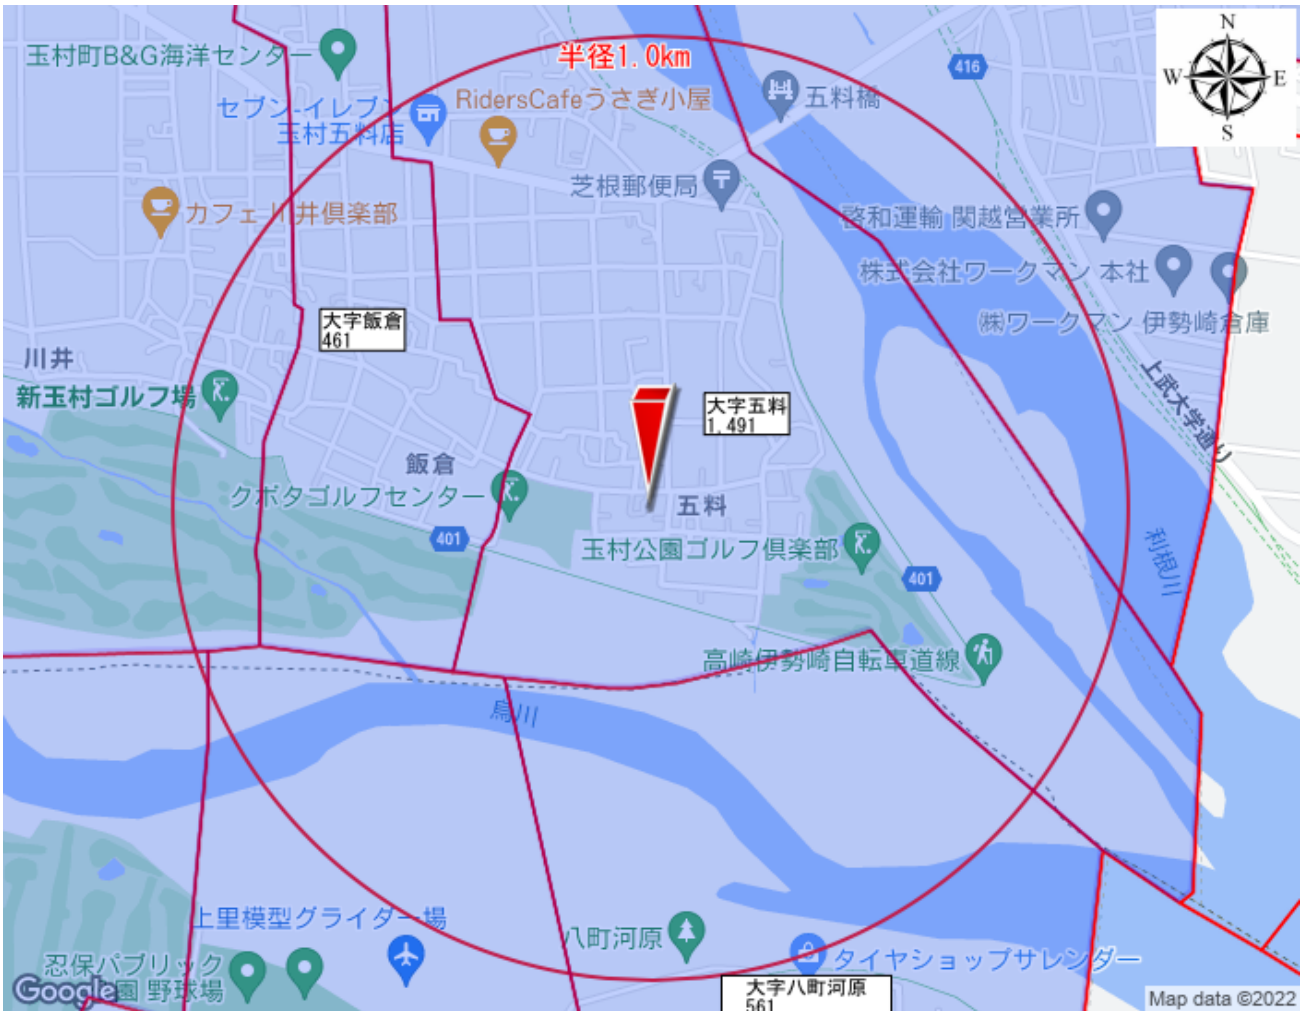 N
W E
S
半径1.0km
玉村町B&G海洋センター
416
セブン-イレブン
玉村五料店
RidersCafeうさぎ小屋
五料橋
芝根郵便局
カフェ 川井倶楽部
啓和運輸 関越営業所
株式会社ワークマン 本社
㈱ワークマン 伊勢崎倉庫
大字飯倉
461
川井
新玉村ゴルフ場
上武大学通り
大字五料
1,491
飯倉
クポタゴルフセンター
五料
401
玉村公園ゴルフ倶楽部
401
利根川
高崎伊勢崎自転車道線
烏川
上里模型グライダー場
八町河原
タイヤショップサレンダー
忍保パブリック
園 野球場
大字八町河原
561
Google
Map data ©2022